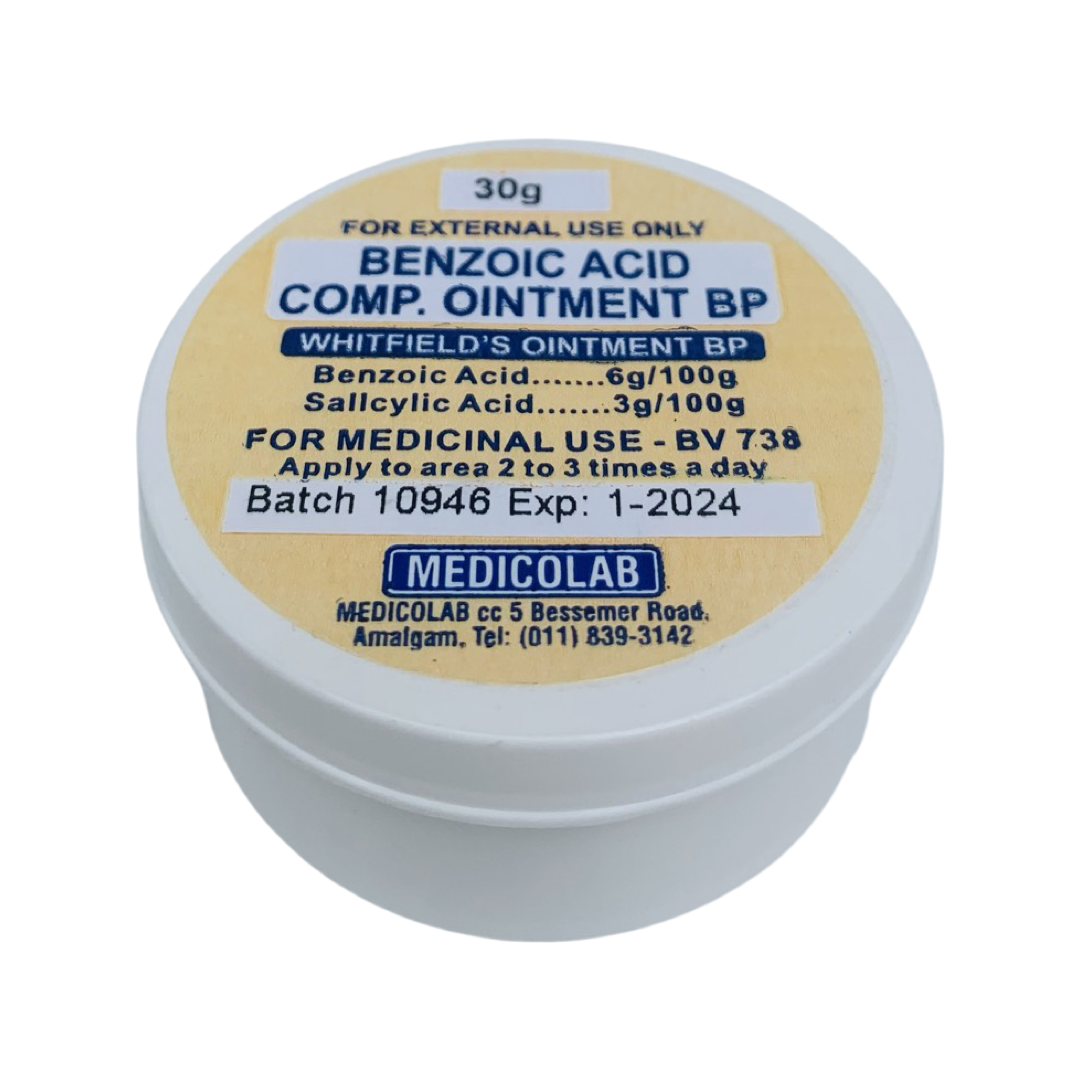 30g
FOR EXTERNAL USE ONLY
BENZOIC ACID
COMP. OINTMENT BP
WHITFIELD'S OINTMENT BP
Benzoic Acid.......6g/100g
Salicylic Acid.......3g/100g
FOR MEDICINAL USE - BV 738
Apply to area 2 to 3 times a day
Batch 10946 Exp: 1-2024
MEDICOLAB
MEDICOLAB cc 5 Bessemer Road,
Amalgam, Tel: (011) 839-3142